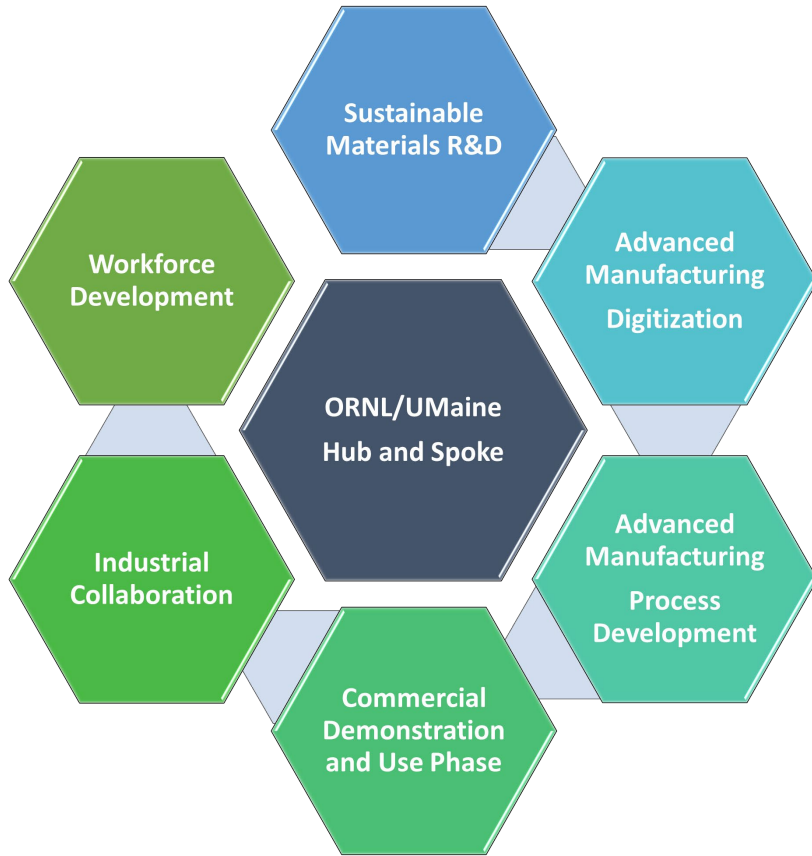 Sustainable
Materials R&D
Advanced
Manufacturing
Digitization
Advanced
Manufacturing
Process
Development
Commercial
Demonstration
and Use Phase
Industrial
Collaboration
Workforce
Development
ORNL/UMaine
Hub and Spoke